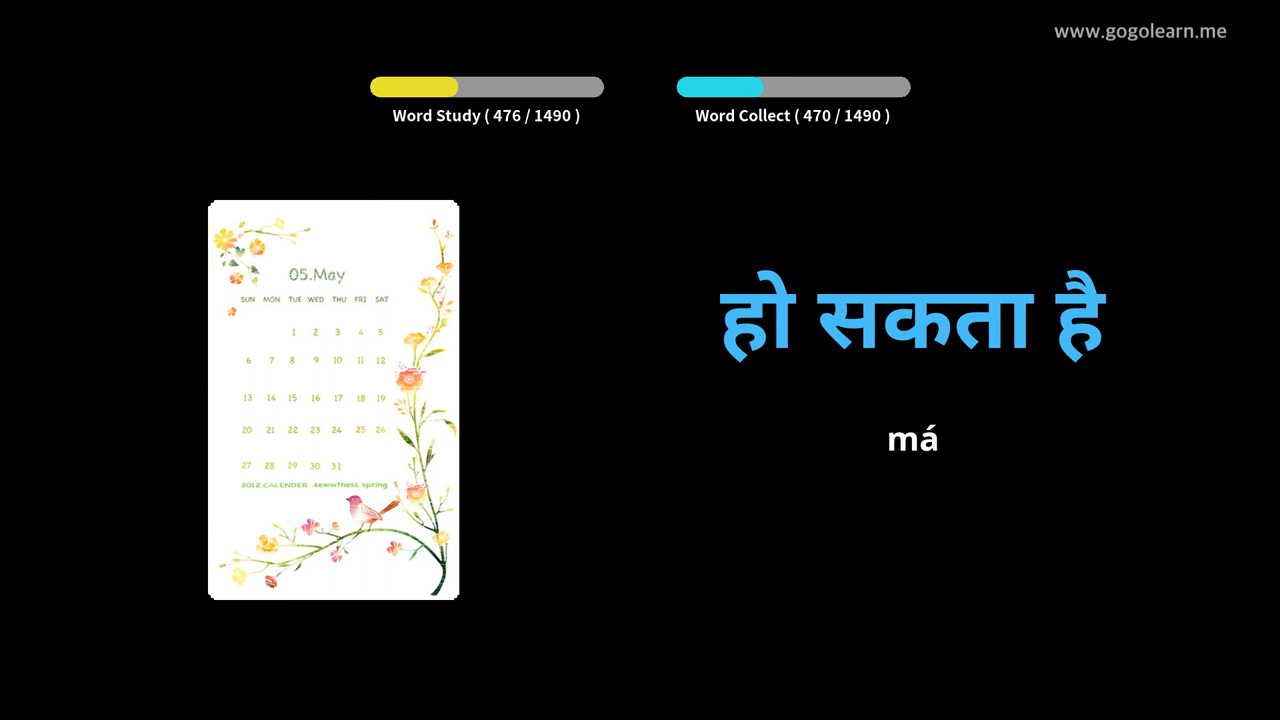 www.gogolearn.me
Word Study ( 476 / 1490 )
Word Collect ( 470 / 1490 )
05.May
SUN MON TUE WED THU FRI SAT
1 2 3 4 5
6 7 8 9 10 11 12
13 14 15 16 17 18 19
20 21 22 23 24 25 26
27 28 29 30 31
2012.CALENDER .sewwfness spring
हो सकता है
má